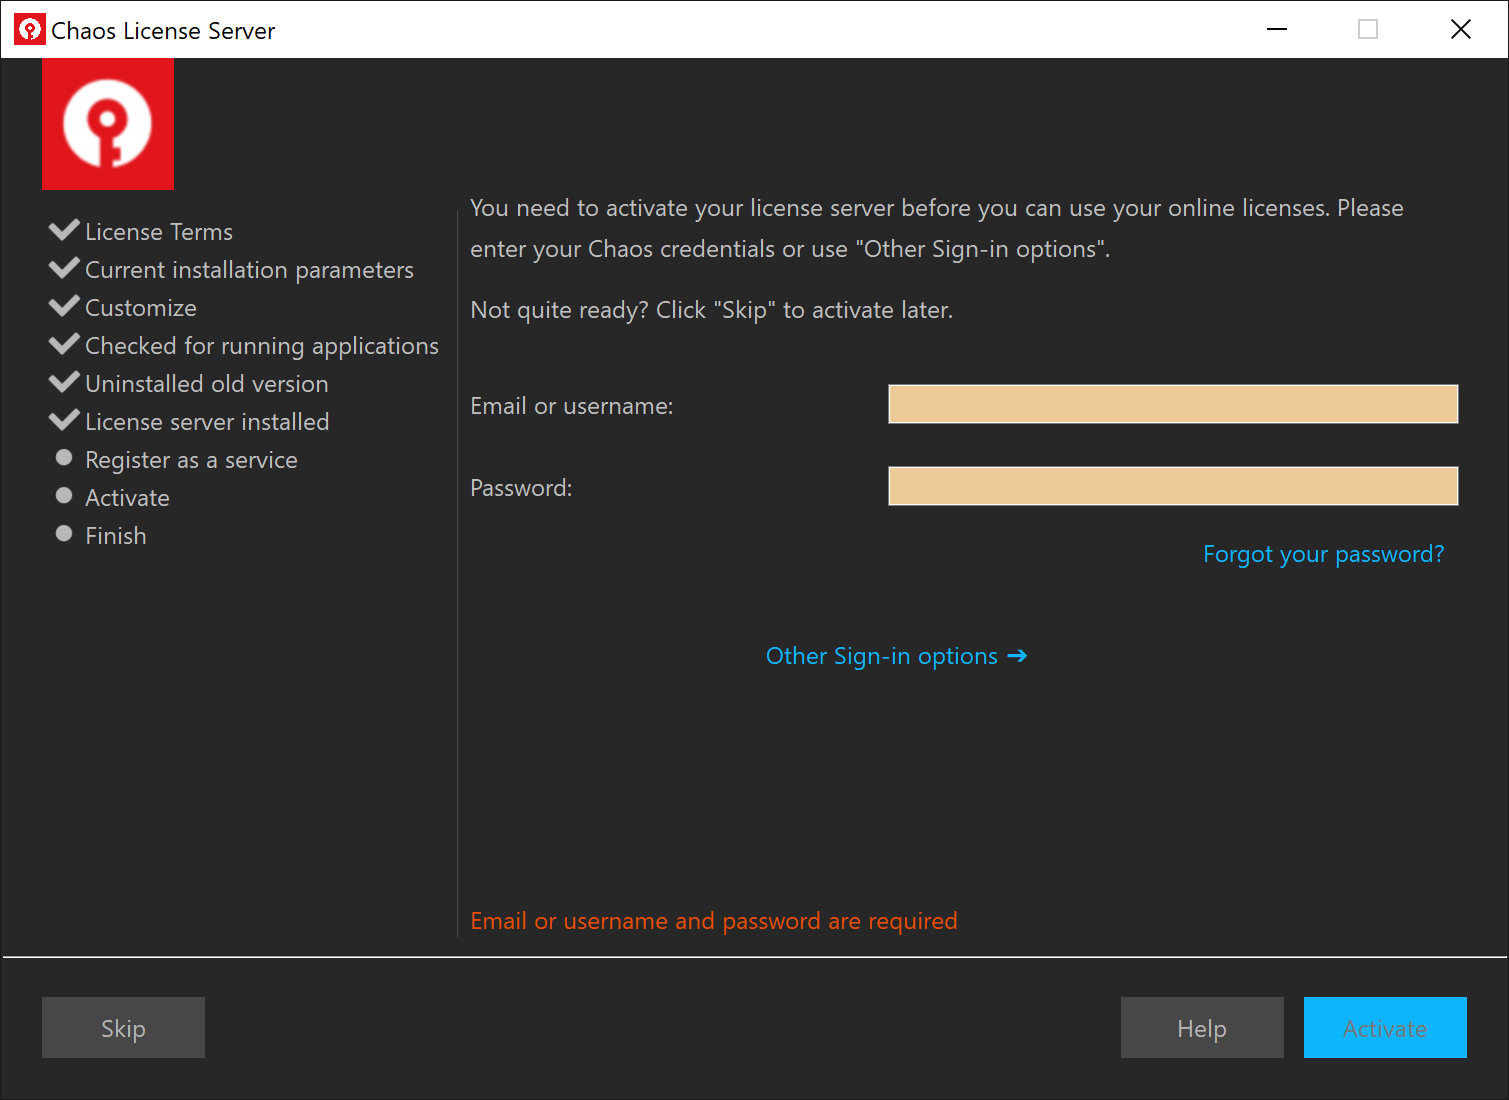 Chaos License Server
License Terms
Current installation parameters
Customize
Checked for running applications
Uninstalled old version
License server installed
Register as a service
Activate
Finish
You need to activate your license server before you can use your online licenses. Please
enter your Chaos credentials or use "Other Sign-in options".
Not quite ready? Click "Skip" to activate later.
Email or username:
Password:
Forgot your password?
Other Sign-in options ➔
Email or username and password are required
Skip
Help
Activate